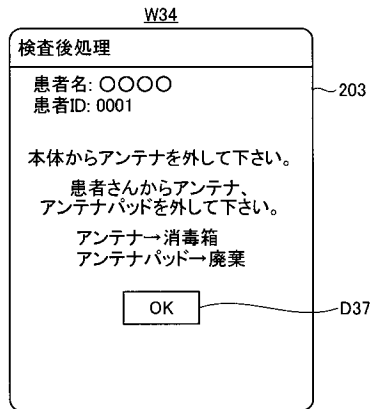 W34
検査後処理
患者名: ○○○○
患者ID: 0001
203
本体からアンテナを外して下さい。
患者さんからアンテナ、
アンテナパッドを外して下さい。
アンテナ→消毒箱
アンテナパッド→廃棄
OK
D37